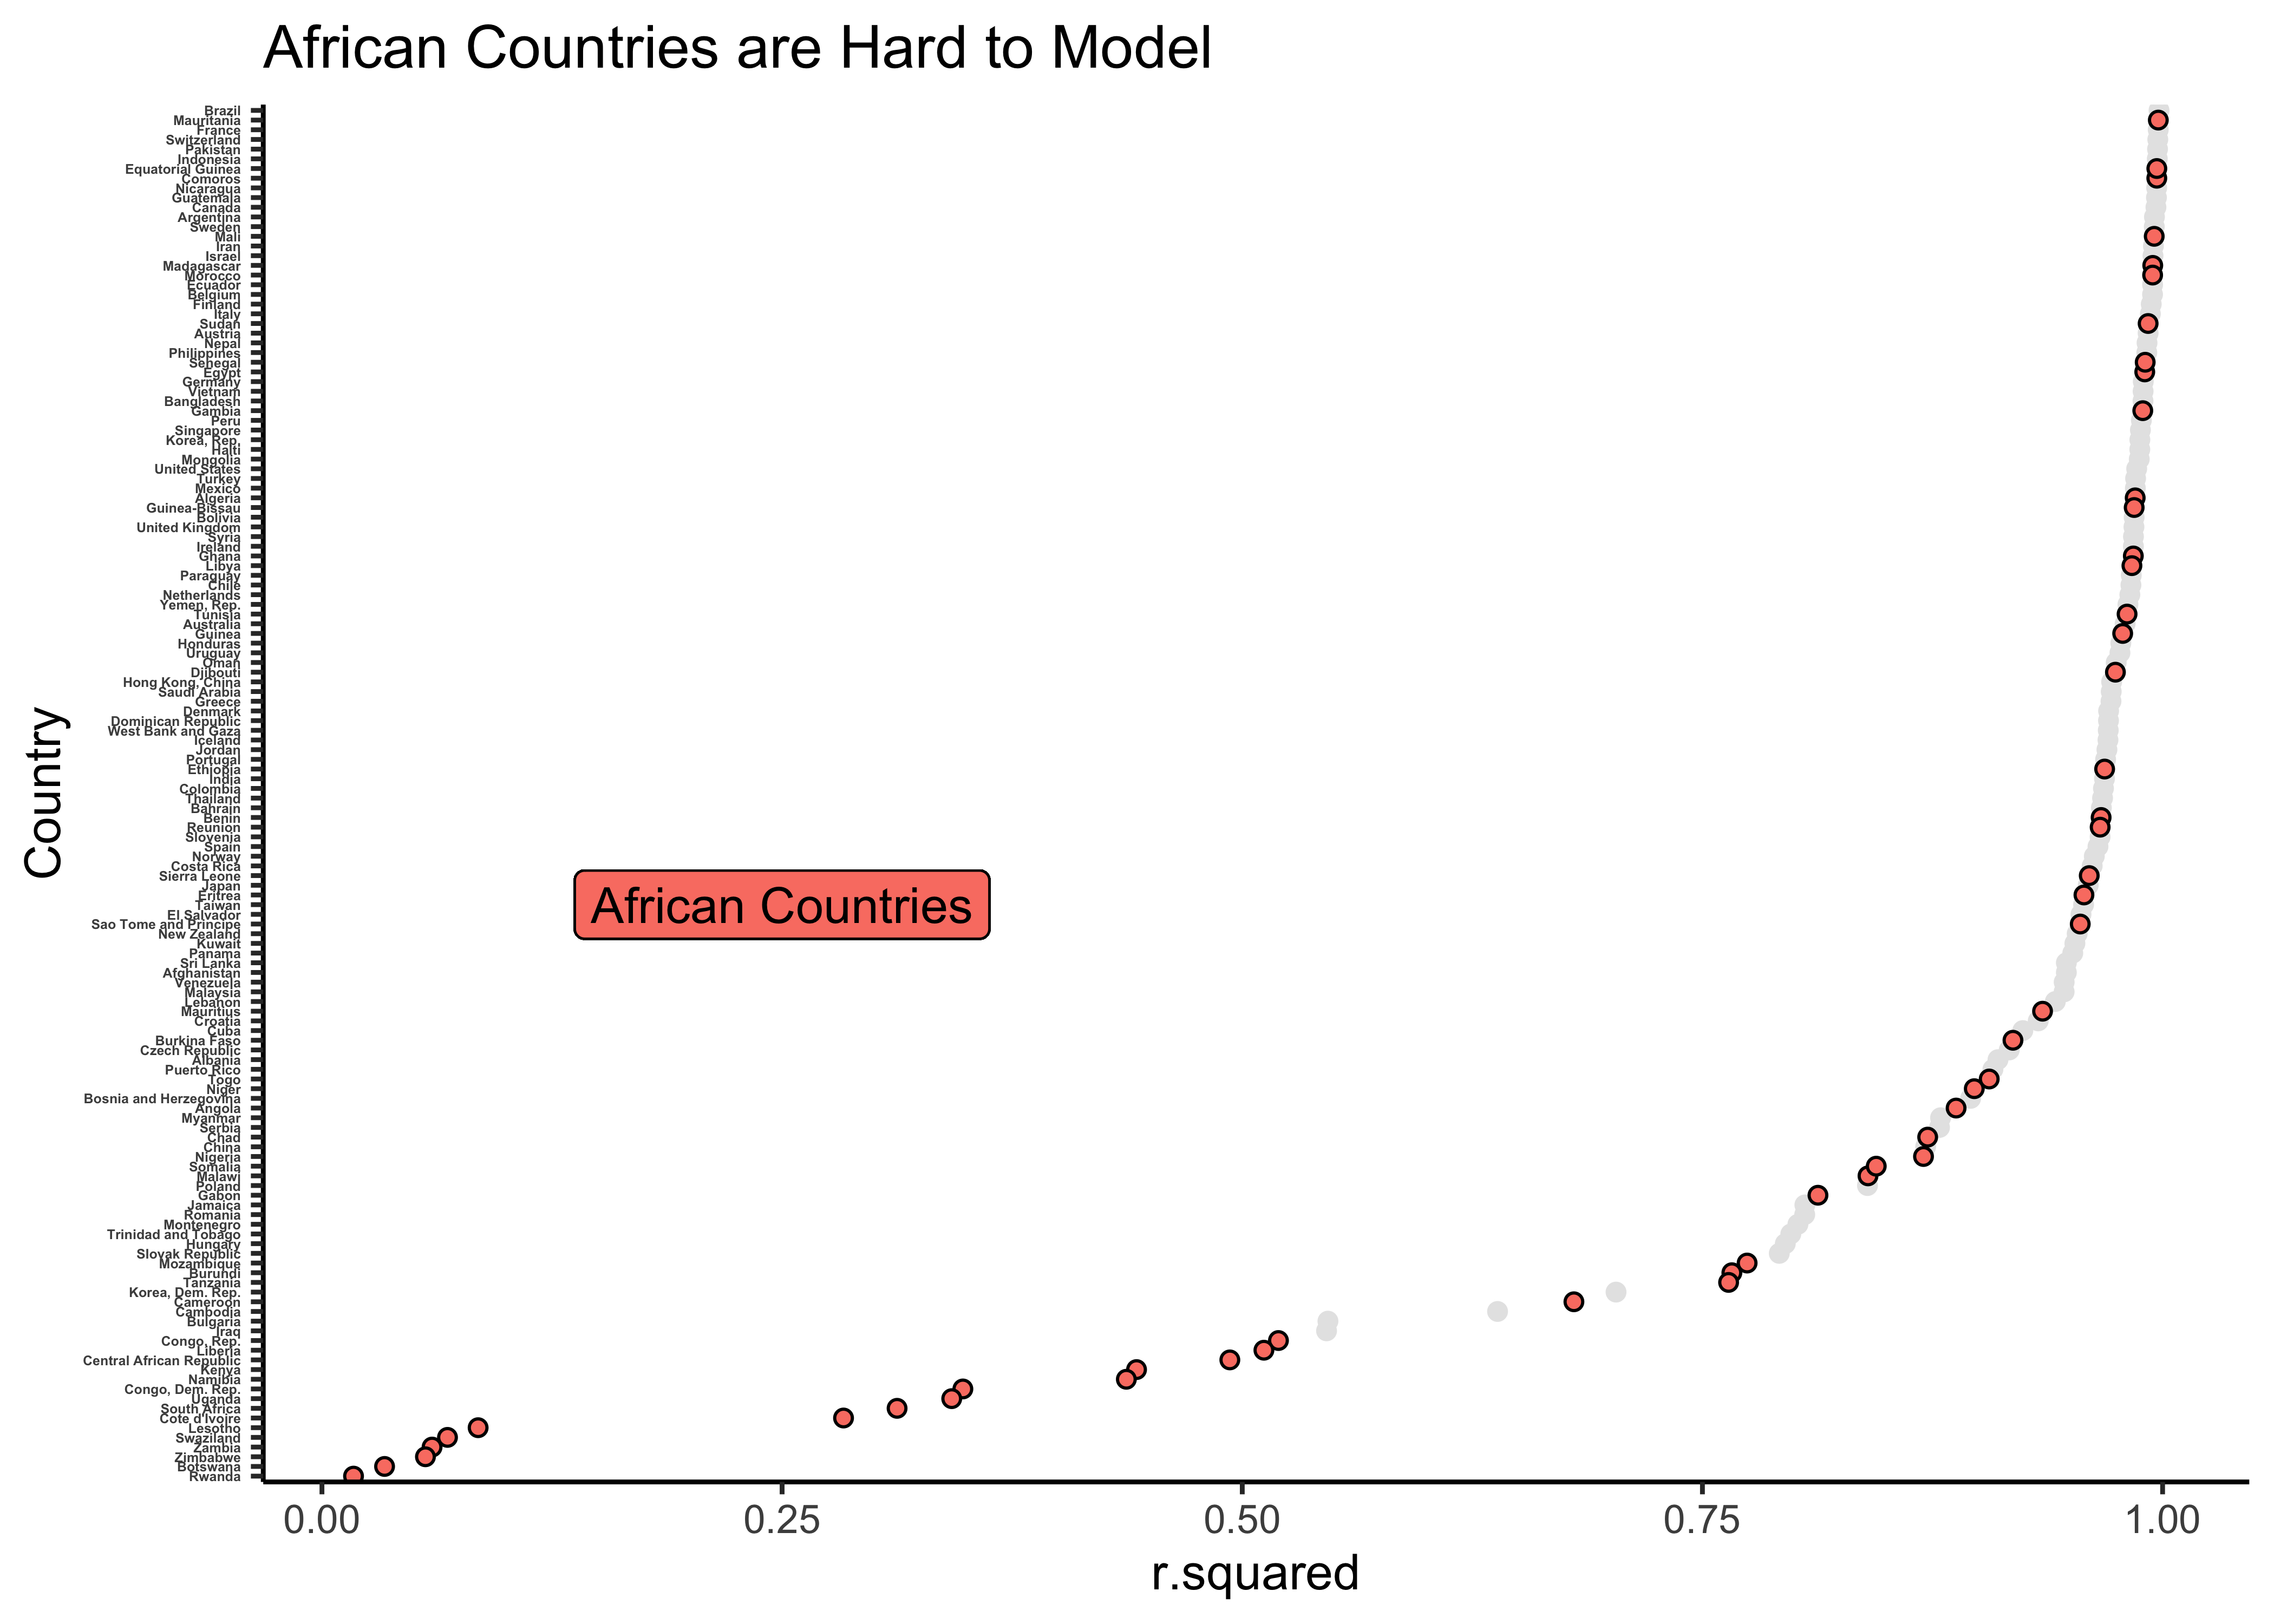 African Countries are Hard to Model
Brazil
Mauritania
France
Switzerland
Pakistan
Indonesia
Equatorial Guinea
Comoros
Nicaragua
Guatemala
Canada
Argentina
Sweden
Mali
Iran
Israel
Madagascar
Morocco
Ecuador
Belgium
Finland
Italy
Sudan
Austria
Nepal
Philippines
Senegal
Egypt
Germany
Vietnam
Bangladesh
Gambia
Peru
Singapore
Korea, Rep.
Haiti
Mongolia
United States
Turkey
Mexico
Algeria
Guinea-Bissau
Bolivia
United Kingdom
Syria
Ireland
Ghana
Libya
Paraguay
Chile
Netherlands
Yemen, Rep.
Tunisia
Australia
Guinea
Honduras
Uruguay
Oman
Djibouti
Hong Kong, China
Saudi Arabia
Greece
Denmark
Dominican Republic
West Bank and Gaza
Iceland
Jordan
Portugal
Ethiopia
India
Colombia
Thailand
Bahrain
Benin
Reunion
Slovenia
Spain
Norway
Costa Rica
Sierra Leone
Japan
Eritrea
Taiwan
El Salvador
Sao Tome and Principe
New Zealand
Kuwait
Panama
Sri Lanka
Afghanistan
Venezuela
Malaysia
Lebanon
Mauritius
Croatia
Cuba
Burkina Faso
Czech Republic
Albania
Puerto Rico
Togo
Niger
Bosnia and Herzegovina
Angola
Myanmar
Serbia
Chad
China
Nigeria
Somalia
Malawi
Poland
Gabon
Jamaica
Romania
Montenegro
Trinidad and Tobago
Hungary
Slovak Republic
Mozambique
Burundi
Tanzania
Korea, Dem. Rep.
Cameroon
Cambodia
Bulgaria
Iraq
Congo, Rep.
Liberia
Central African Republic
Kenya
Namibia
Congo, Dem. Rep.
Uganda
South Africa
Cote d'Ivoire
Lesotho
Swaziland
Zambia
Zimbabwe
Botswana
Rwanda
Country
African Countries
0.00 0.25 0.50 0.75 1.00
r.squared